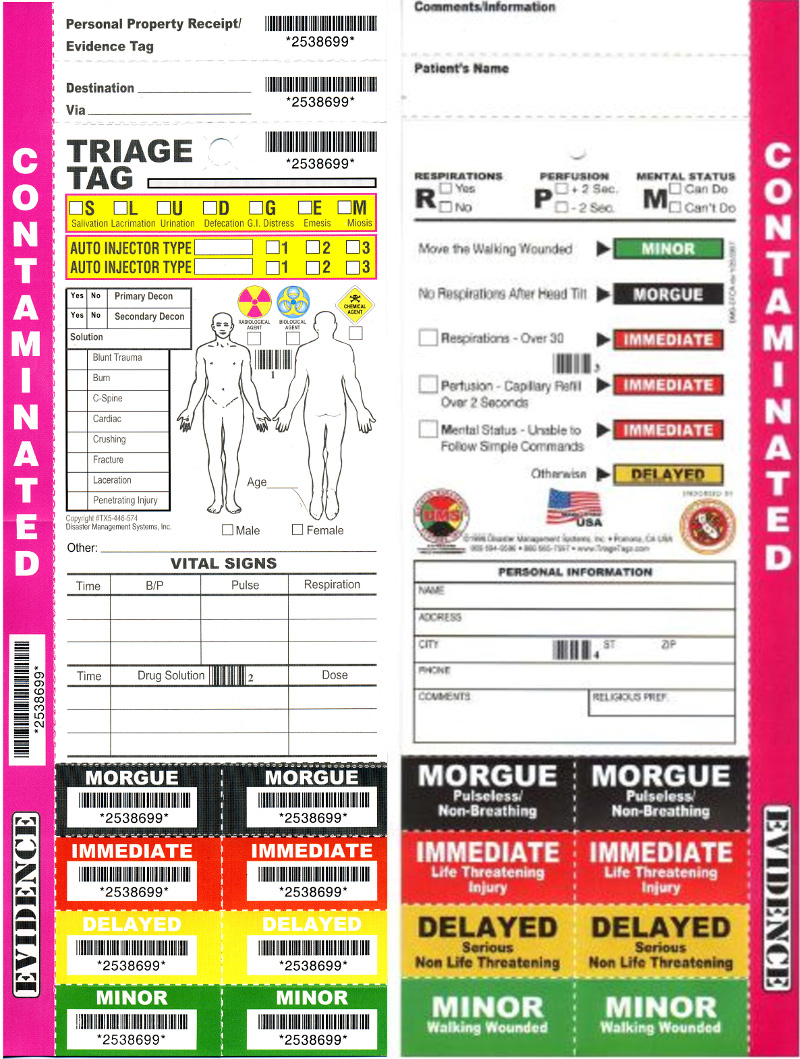 Personal Property Receipt/
Evidence Tag
*2538699*
Destination
Via
*2538699*
TRIAGE
TAG
*2538699*
S L U D G E M
Salivation Lacrimation Urination Defecation G.I. Distress Emesis Miosis
AUTO INJECTOR TYPE 1 2 3
AUTO INJECTOR TYPE 1 2 3
Yes No Primary Decon
Yes No Secondary Decon
Solution
Blunt Trauma
Burn
C-Spine
Cardiac
Crushing
Fracture
Laceration
Penetrating Injury
RADIOLOGICAL
AGENT
BIOLOGICAL
AGENT
CHEMICAL
AGENT
1
Age
Copyright #TX5-446-574
Disaster Management Systems, Inc.
Male Female
Other:
VITAL SIGNS
Time B/P Pulse Respiration
Time Drug Solution 2 Dose
MORGUE MORGUE
*2538699* *2538699*
IMMEDIATE IMMEDIATE
*2538699* *2538699*
DELAYED DELAYED
*2538699* *2538699*
MINOR MINOR
*2538699* *2538699*
CONTAMINATED
*2538699*
EVIDENCE
Comments/Information
Patient's Name
RESPIRATIONS PERFUSION MENTAL STATUS
R Yes P + 2 Sec. M Can Do
No - 2 Sec. Can't Do
Move the Walking Wounded MINOR
No Respirations After Head Tilt MORGUE
Respirations - Over 30 IMMEDIATE
3
Perfusion - Capillary Refill IMMEDIATE
Over 2 Seconds
Mental Status - Unable to IMMEDIATE
Follow Simple Commands
Otherwise DELAYED
DMS
USA
ENDORSED BY
©1996 Disaster Management Systems, Inc. • Pomona, CA USA
www.TriageTags.com
PERSONAL INFORMATION
NAME
ADDRESS
CITY 4 ST ZIP
PHONE
COMMENTS RELIGIOUS PREF.
MORGUE MORGUE
Pulseless/ Pulseless/
Non-Breathing Non-Breathing
IMMEDIATE IMMEDIATE
Life Threatening Life Threatening
Injury Injury
DELAYED DELAYED
Serious Serious
Non Life Threatening Non Life Threatening
MINOR MINOR
Walking Wounded Walking Wounded
CONTAMINATED
EVIDENCE